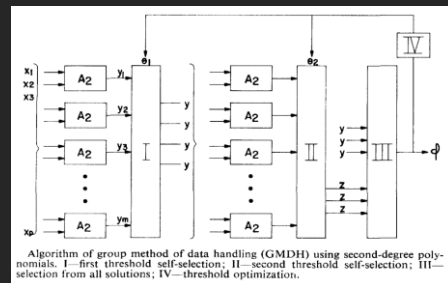 x1
x2
x3
xp
A2
A2
A2
A2
y1
y2
y3
ym
θ1
I
y
y
y
y
A2
A2
A2
A2
θ2
II
z
z
z
y
y
y
III
IV
φ
Algorithm of group method of data handling (GMDH) using second-degree poly-
nomials. I—first threshold self-selection; II—second threshold self-selection; III—
selection from all solutions; IV—threshold optimization.